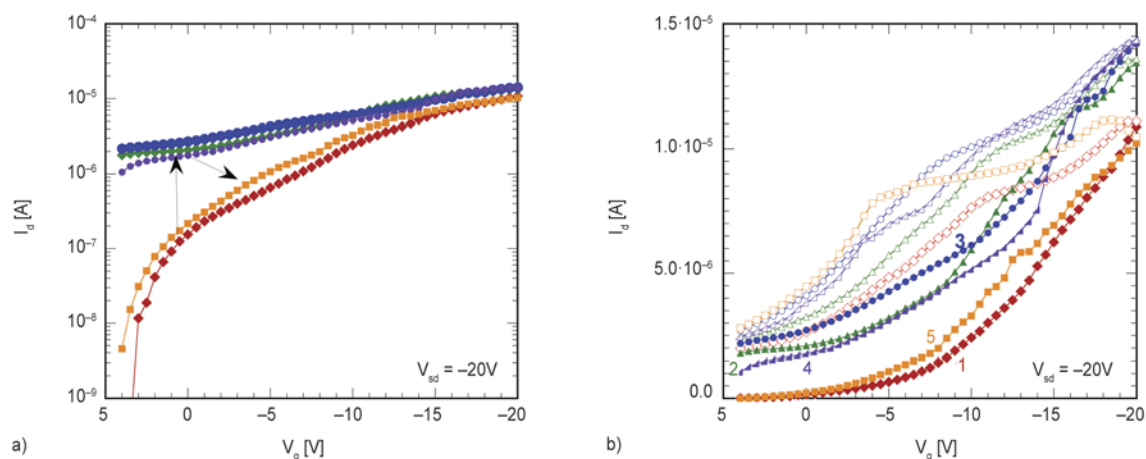 10⁻⁴
10⁻⁵
10⁻⁶
10⁻⁷
10⁻⁸
10⁻⁹
I_d [A]
5 0 –5 –10 –15 –20
V_g [V]
V_sd = –20V
a)
1.5·10⁻⁵
1.0·10⁻⁵
5.0·10⁻⁶
0.0
I_d [A]
3
5
2
4
1
V_sd = –20V
5 0 –5 –10 –15 –20
V_g [V]
b)